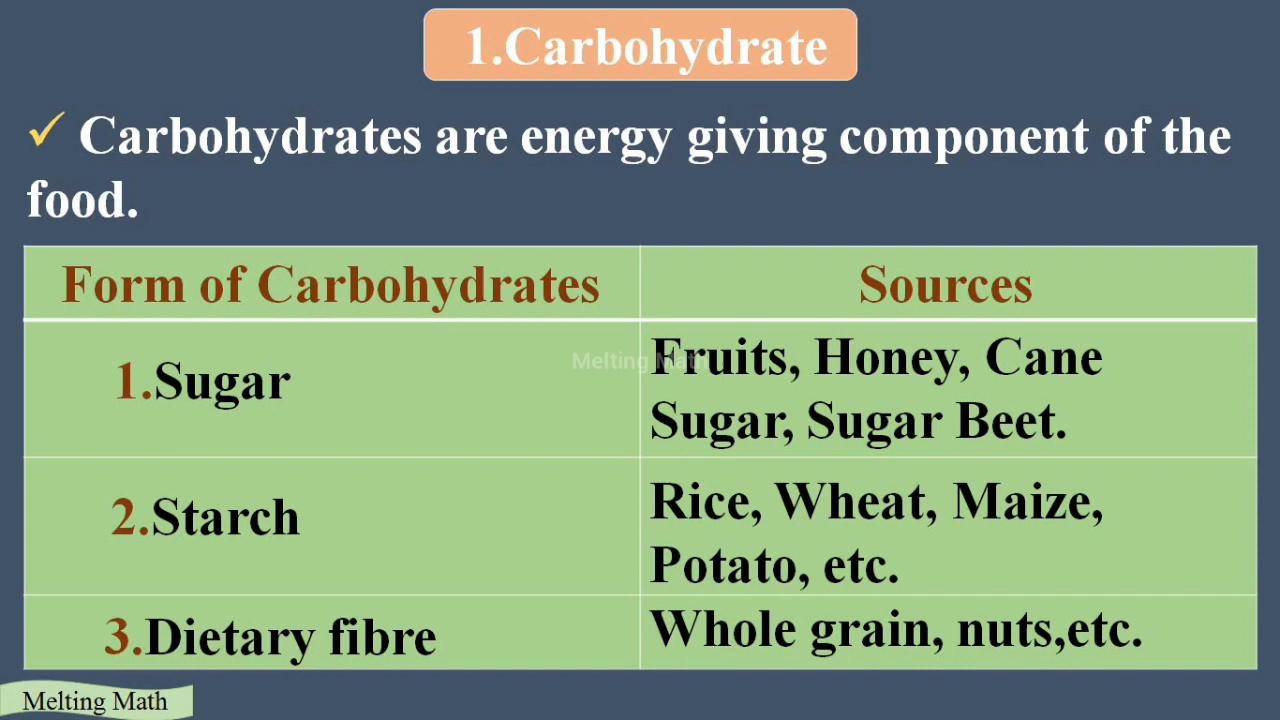 1.Carbohydrate
✓ Carbohydrates are energy giving component of the
food.
Form of Carbohydrates
Sources
1.Sugar
Fruits, Honey, Cane
Sugar, Sugar Beet.
Melting Math
2.Starch
Rice, Wheat, Maize,
Potato, etc.
3.Dietary fibre
Whole grain, nuts,etc.
Melting Math